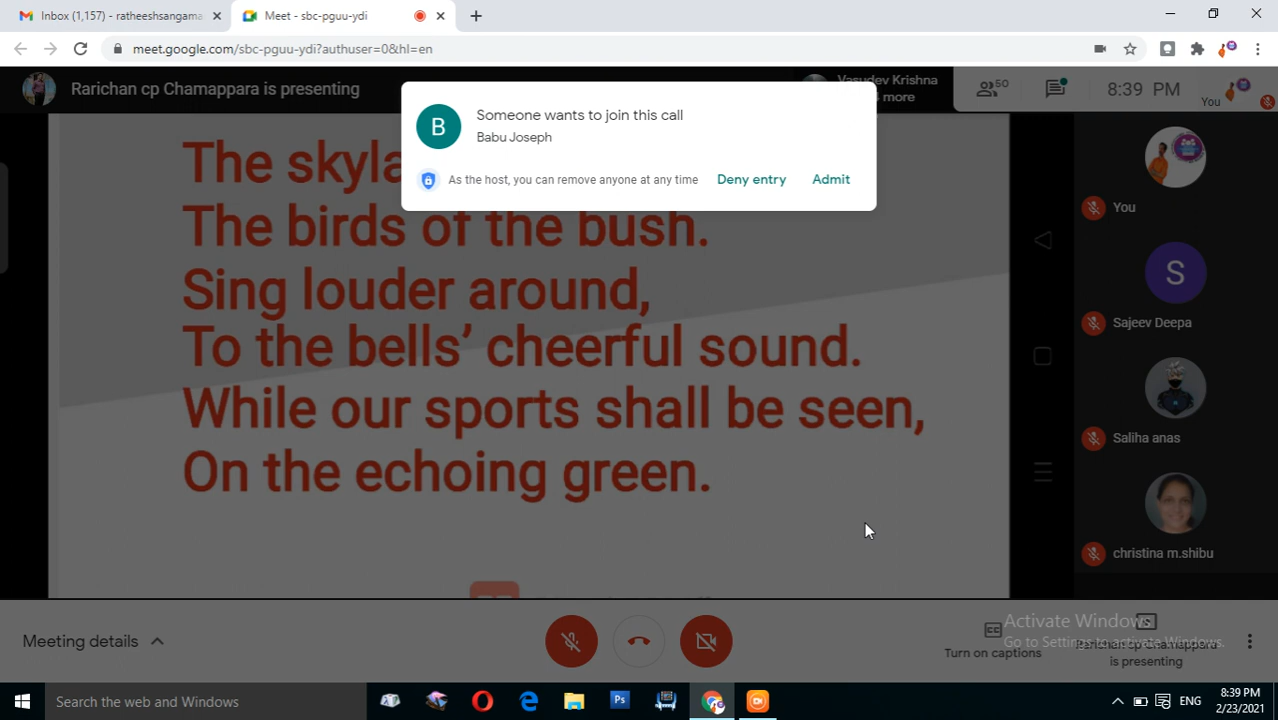 Inbox (1,157) - ratheeshsangama
Meet - sbc-pguu-ydi
meet.google.com/sbc-pguu-ydi?authuser=0&hl=en
Rarichan cp Chamappara is presenting
Vasudev Krishna
more
50
8:39 PM
You
B
Someone wants to join this call
Babu Joseph
As the host, you can remove anyone at any time
Deny entry
Admit
The skyla
The birds of the bush.
Sing louder around,
To the bells’ cheerful sound.
While our sports shall be seen,
On the echoing green.
You
S
Sajeev Deepa
Saliha anas
christina m.shibu
Meeting details
CC
Turn on captions
Rarichan cp Chamappara
is presenting
Activate Windows
Go to Settings to activate Windows.
Search the web and Windows
Ps
ENG
8:39 PM
2/23/2021